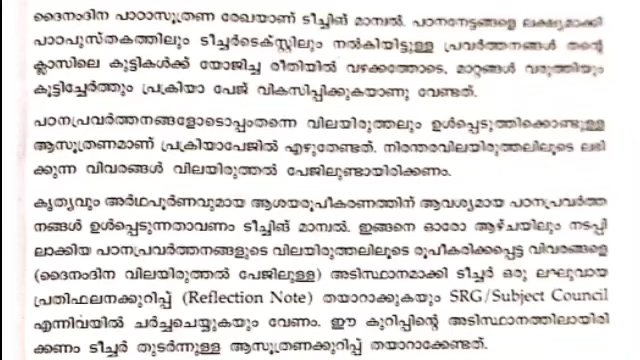 ദൈനംദിന പാഠാസൂത്രണ രേഖയാണ് ടീച്ചിങ് മാന്വൽ. പഠനനേട്ടങ്ങളെ ലക്ഷ്യമാക്കി
പാഠപുസ്തകത്തിലും ടീച്ചർടെക്സ്റ്റിലും നൽകിയിട്ടുള്ള പ്രവർത്തനങ്ങൾ തന്റെ
ക്ലാസിലെ കുട്ടികൾക്ക് യോജിച്ച രീതിയിൽ വഴക്കത്തോടെ, മാറ്റങ്ങൾ വരുത്തിയും
കൂട്ടിച്ചേർത്തും പ്രക്രിയാ പേജ് വികസിപ്പിക്കുകയാണു വേണ്ടത്.
പഠനപ്രവർത്തനങ്ങളോടൊപ്പംതന്നെ വിലയിരുത്തലും ഉൾപ്പെടുത്തിക്കൊണ്ടുള്ള
ആസൂത്രണമാണ് പ്രക്രിയാപേജിൽ എഴുതേണ്ടത്. നിരന്തരവിലയിരുത്തലിലൂടെ ലഭി
ക്കുന്ന വിവരങ്ങൾ വിലയിരുത്തൽ പേജിലുണ്ടായിരിക്കണം.
കൃത്യവും അർഥപൂർണവുമായ ആശയരൂപീകരണത്തിന് ആവശ്യമായ പഠനപ്രവർത്ത
നങ്ങൾ ഉൾപ്പെടുന്നതാവണം ടീച്ചിങ് മാന്വൽ. ഇങ്ങനെ ഓരോ ആഴ്ചയിലും നടപ്പി
ലാക്കിയ പഠനപ്രവർത്തനങ്ങളുടെ വിലയിരുത്തലിലൂടെ രൂപീകരിക്കപ്പെട്ട വിവരങ്ങളെ
(ദൈനംദിന വിലയിരുത്തൽ പേജിലുള്ള) അടിസ്ഥാനമാക്കി ടീച്ചർ ഒരു ലഘുവായ
പ്രതിഫലനക്കുറിപ്പ് (Reflection Note) തയാറാക്കുകയും SRG/Subject Council
എന്നിവയിൽ ചർച്ചചെയ്യുകയും വേണം. ഈ കുറിപ്പിന്റെ അടിസ്ഥാനത്തിലായിരി
ക്കണം ടീച്ചർ തുടർന്നുള്ള ആസൂത്രണക്കുറിപ്പ് തയാറാക്കേണ്ടത്.